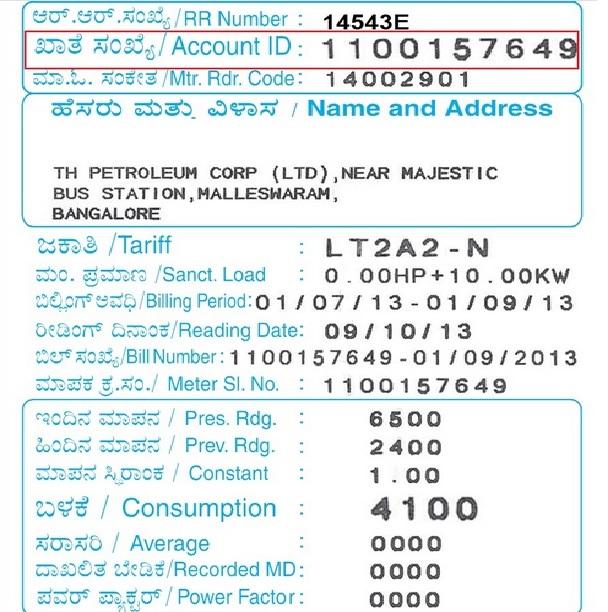 ಆರ್.ಆರ್.ಸಂಖ್ಯೆ/RR Number : 14543E
ಖಾತೆ ಸಂಖ್ಯೆ/Account ID : 1100157649
ಮಾ.ಓ. ಸಂಕೇತ/Mtr. Rdr. Code: 14002901
ಹೆಸರು ಮತ್ತು ವಿಳಾಸ / Name and Address
TH PETROLEUM CORP (LTD),NEAR MAJESTIC
BUS STATION,MALLESWARAM,
BANGALORE
ಜಕಾತಿ /Tariff : LT2A2-N
ಮಂ. ಪ್ರಮಾಣ /Sanct. Load : 0.00HP+10.00KW
ಬಿಲ್ಲಿಂಗ್ ಅವಧಿ/Billing Period: 01/07/13-01/09/13
ರೀಡಿಂಗ್ ದಿನಾಂಕ/Reading Date: 09/10/13
ಬಿಲ್ ಸಂಖ್ಯೆ/Bill Number : 1100157649-01/09/2013
ಮಾಪಕ ಕ್ರ.ಸಂ./ Meter Sl. No. : 1100157649
ಇಂದಿನ ಮಾಪನ / Pres. Rdg. : 6500
ಹಿಂದಿನ ಮಾಪನ / Prev. Rdg. : 2400
ಮಾಪನ ಸ್ಥಿರಾಂಕ / Constant : 1.00
ಬಳಕೆ / Consumption : 4100
ಸರಾಸರಿ / Average : 0000
ದಾಖಲಿತ ಬೇಡಿಕೆ/Recorded MD: 0000
ಪವರ್ ಫ್ಯಾಕ್ಟರ್/ Power Factor: 0000